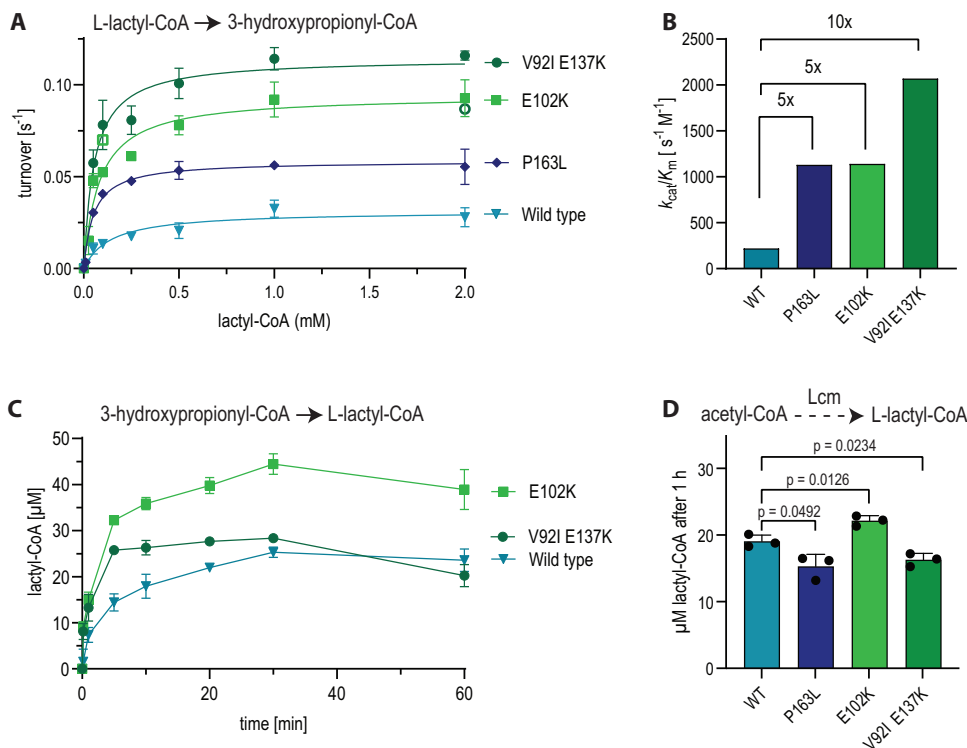 A
L-lactyl-CoA → 3-hydroxypropionyl-CoA
turnover [s⁻¹]
0.10
0.05
0.00
0.0
0.5
1.0
1.5
2.0
lactyl-CoA (mM)
V92I E137K
E102K
P163L
Wild type
B
10x
5x
5x
kcat/Km [ s⁻¹ M⁻¹]
2500
2000
1500
1000
500
0
WT
P163L
E102K
V92I E137K
C
3-hydroxypropionyl-CoA → L-lactyl-CoA
lactyl-CoA [µM]
50
45
40
35
30
25
20
15
10
5
0
0
20
40
60
time [min]
E102K
V92I E137K
Wild type
D
Lcm
acetyl-CoA ---> L-lactyl-CoA
p = 0.0234
p = 0.0126
p = 0.0492
µM lactyl-CoA after 1 h
30
20
10
0
WT
P163L
E102K
V92I E137K